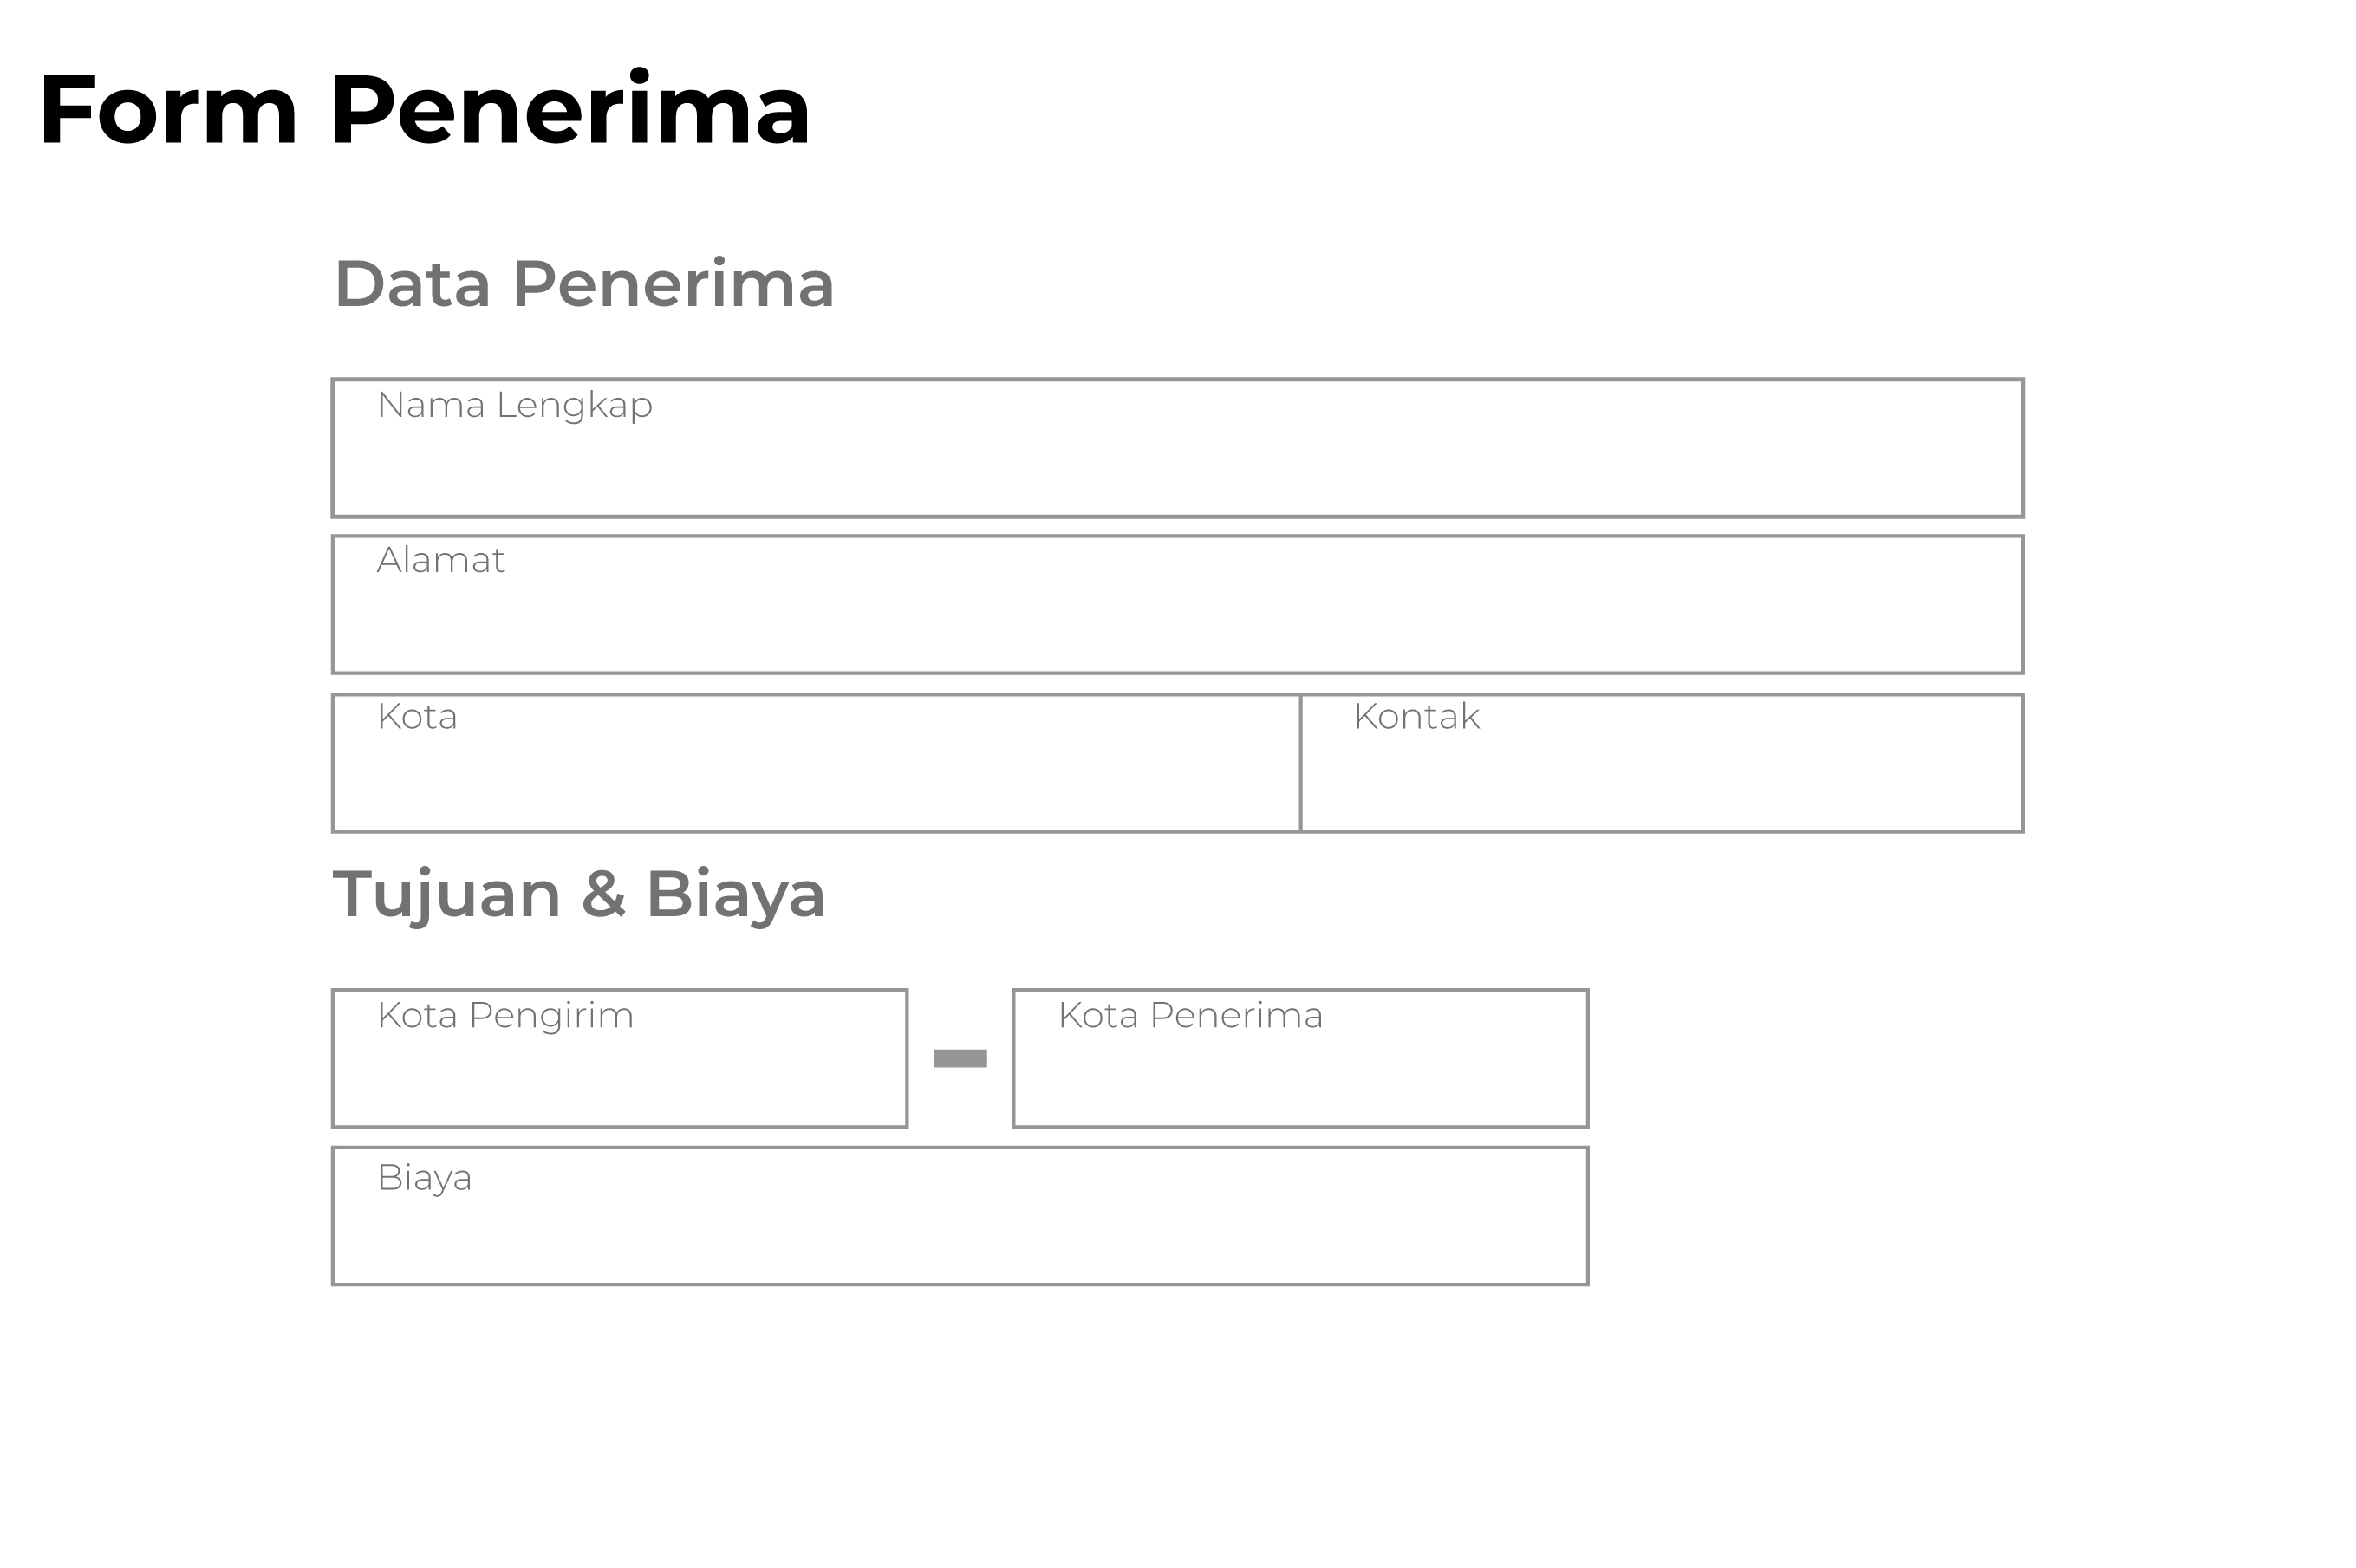 Form Penerima
Data Penerima
Nama Lengkap
Alamat
Kota
Kontak
Tujuan & Biaya
Kota Pengirim
Kota Penerima
Biaya